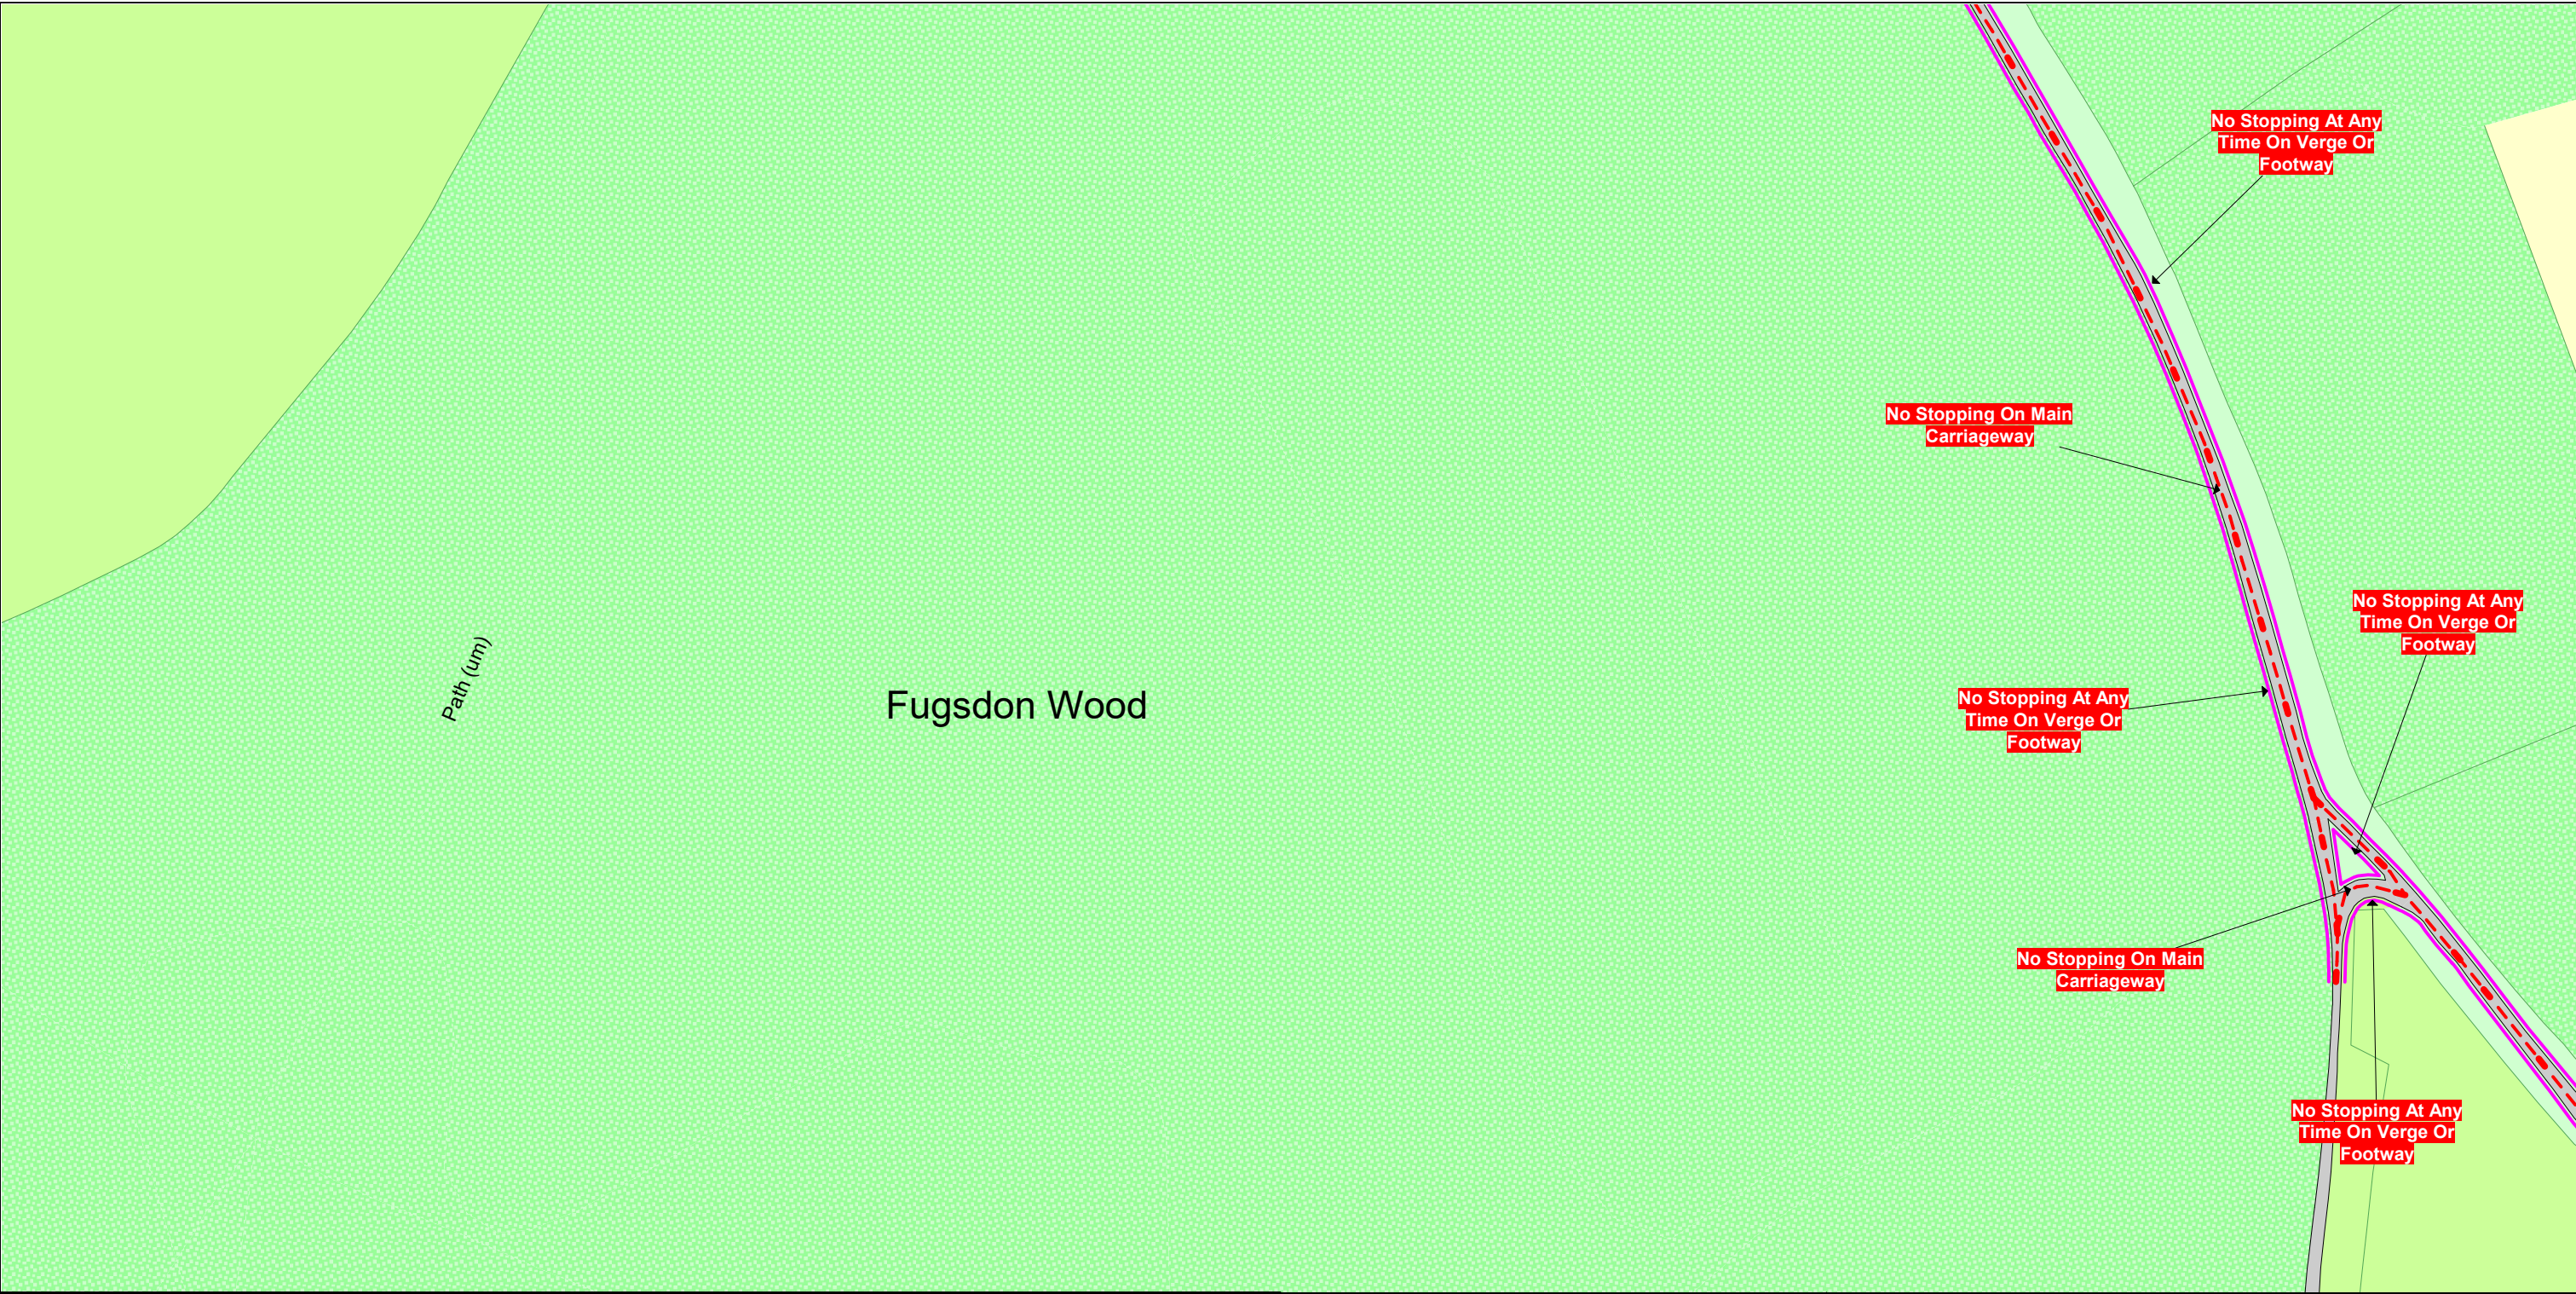 No Stopping At Any
Time On Verge Or
Footway
No Stopping On Main
Carriageway
No Stopping At Any
Time On Verge Or
Footway
Path (um)
Fugsdon Wood
No Stopping At Any
Time On Verge Or
Footway
No Stopping On Main
Carriageway
No Stopping At Any
Time On Verge Or
Footway